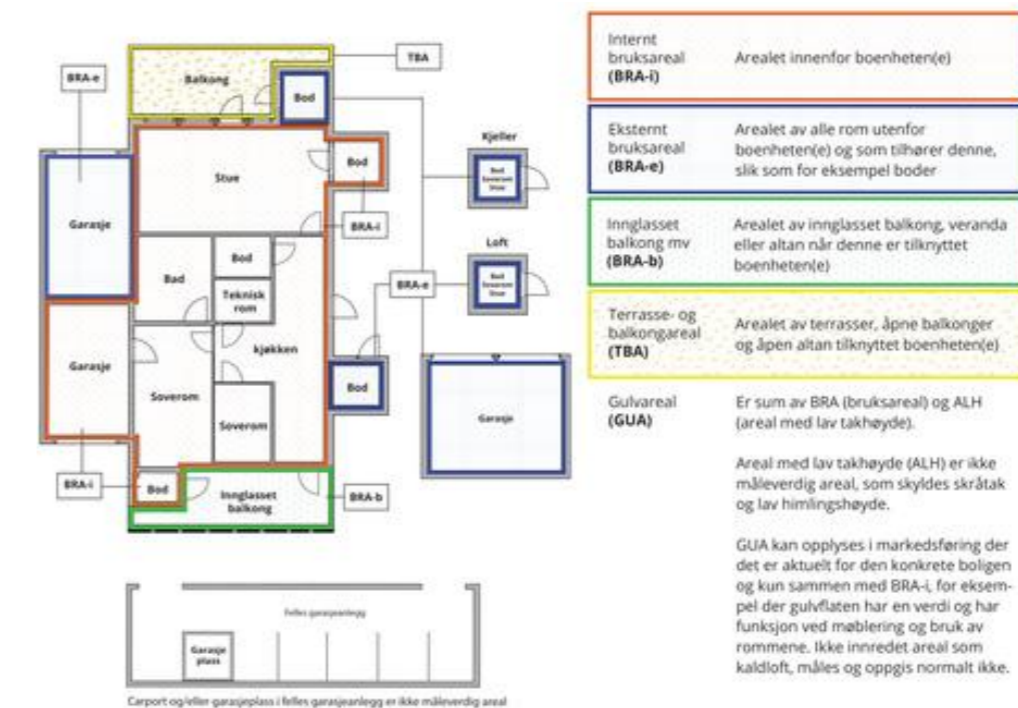 TBA
BRA-e
Balkong
Bod
Kjeller
Bod
Soverom
Stue
Stue
Bod
Garasje
BRA-i
Loft
Bod
Bod
Soverom
Stue
Bad
Teknisk
rom
BRA-e
kjøkken
Garasje
Bod
Soverom
Soverom
Garasje
BRA-i
Bod
Innglasset
balkong
BRA-b
Felles garasjeanlegg
Garasje
plass
Carport og/eller garasjeplass i felles garasjeanlegg er ikke måleverdig areal
Internt
bruksareal
(BRA-i)
Arealet innenfor boenheten(e)
Eksternt
bruksareal
(BRA-e)
Arealet av alle rom utenfor
boenheten(e) og som tilhører denne,
slik som for eksempel boder
Innglasset
balkong mv
(BRA-b)
Arealet av innglasset balkong, veranda
eller altan når denne er tilknyttet
boenheten(e)
Terrasse- og
balkongareal
(TBA)
Arealet av terrasser, åpne balkonger
og åpen altan tilknyttet boenheten(e)
Gulvareal
(GUA)
Er sum av BRA (bruksareal) og ALH
(areal med lav takhøyde).
Areal med lav takhøyde (ALH) er ikke
måleverdig areal, som skyldes skråtak
og lav himlingshøyde.
GUA kan opplyses i markedsføring der
det er aktuelt for den konkrete boligen
og kun sammen med BRA-i, for eksem-
pel der gulvflaten har en verdi og har
funksjon ved møblering og bruk av
rommene. Ikke innredet areal som
kaldloft, måles og oppgis normalt ikke.